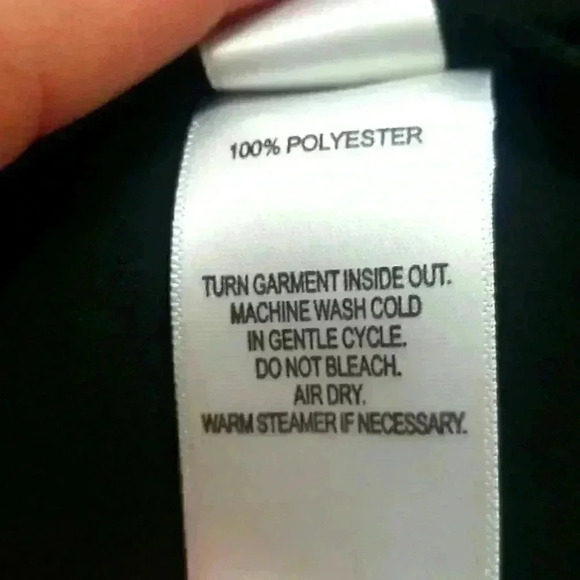 100% POLYESTER
TURN GARMENT INSIDE OUT.
MACHINE WASH COLD
IN GENTLE CYCLE.
DO NOT BLEACH.
AIR DRY.
WARM STEAMER IF NECESSARY.